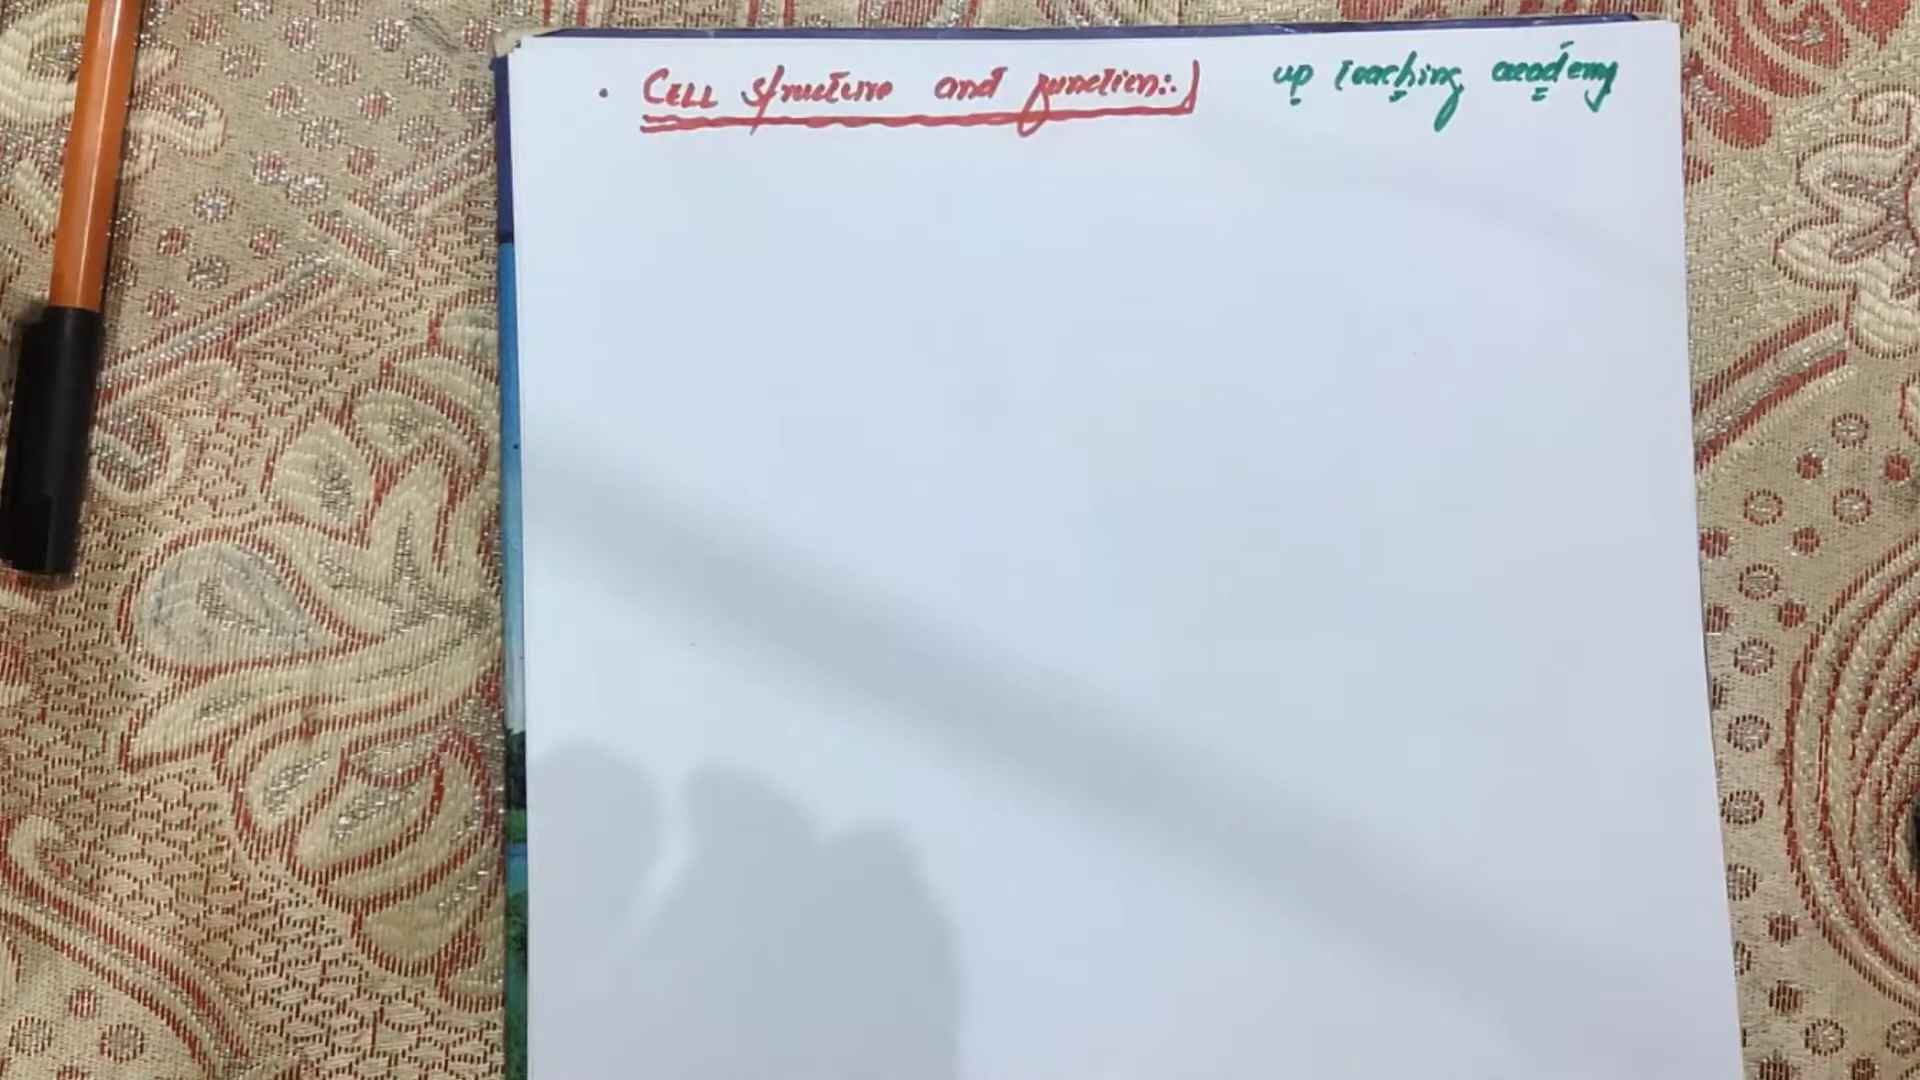 • CELL structure and function:-
up teaching academy